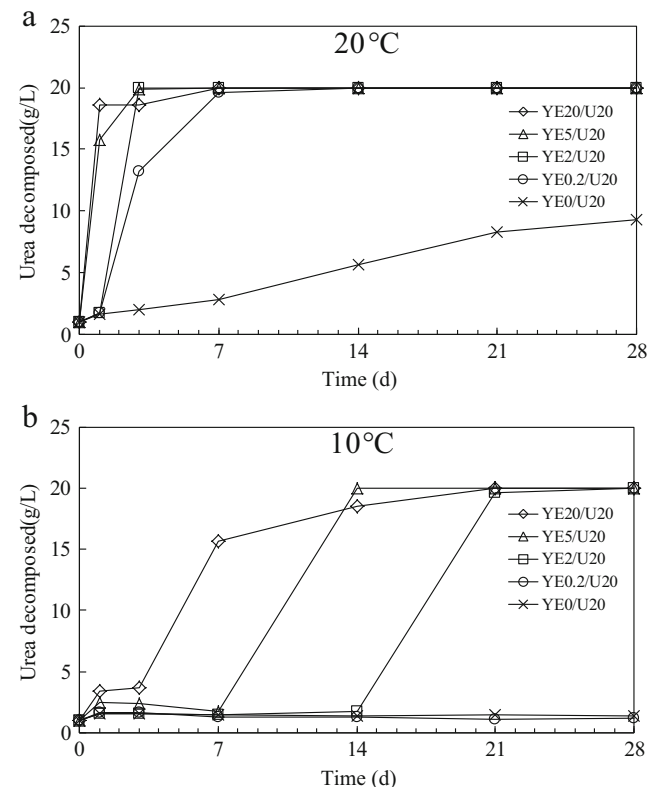 a
20°C
25
20
15
10
5
0
Urea decomposed(g/L)
YE20/U20
YE5/U20
YE2/U20
YE0.2/U20
YE0/U20
0 7 14 21 28
Time (d)
b
10°C
25
20
15
10
5
0
Urea decomposed(g/L)
YE20/U20
YE5/U20
YE2/U20
YE0.2/U20
YE0/U20
0 7 14 21 28
Time (d)